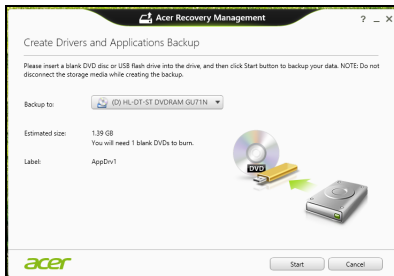 Acer Recovery Management
? _ X
Create Drivers and Applications Backup
Please insert a blank DVD disc or USB flash drive into the drive, and then click Start button to backup your data. NOTE: Do not
disconnect the storage media while creating the backup.
Backup to: (D) HL-DT-ST DVDRAM GU71N
Estimated size: 1.39 GB
You will need 1 blank DVDs to burn.
Label: AppDrv1
DVD
acer
Start Cancel